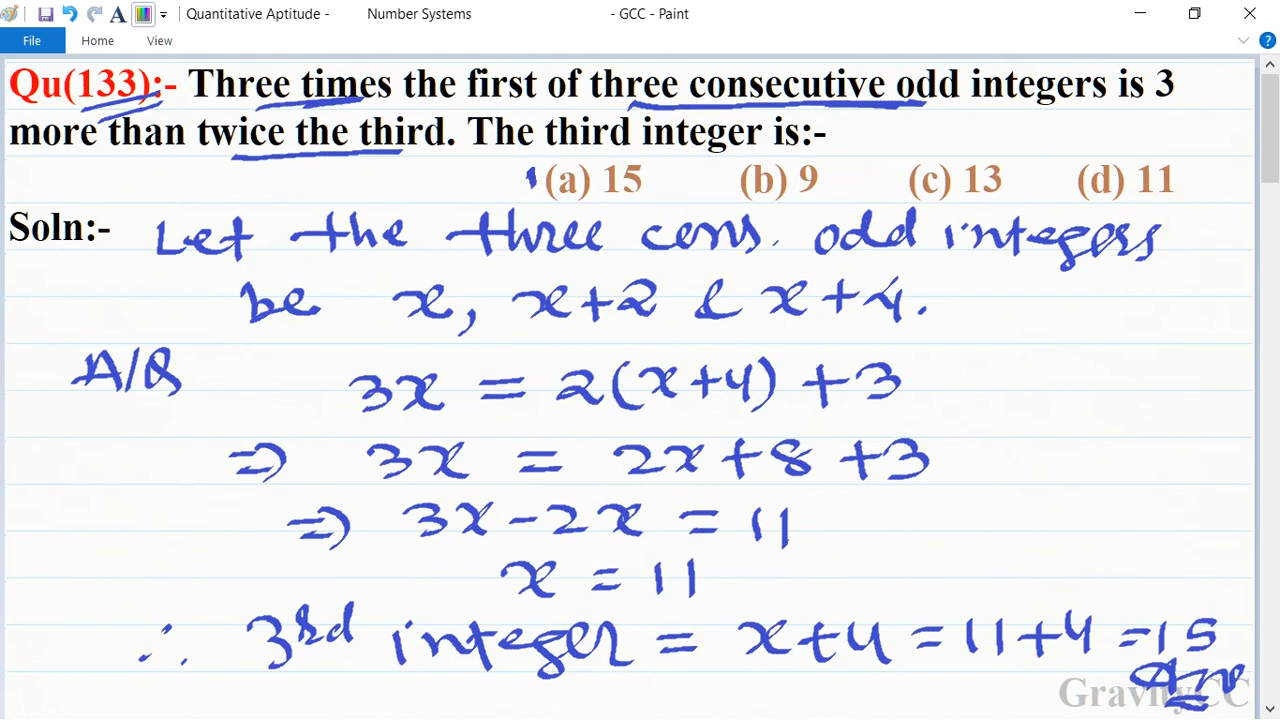 Quantitative Aptitude - Number Systems - GCC - Paint
File Home View
Qu(133):- Three times the first of three consecutive odd integers is 3
more than twice the third. The third integer is:-
(a) 15 (b) 9 (c) 13 (d) 11
Soln:- Let the three cons. odd integers
be x, x+2 & x+4.
A/Q 3x = 2(x+4) +3
=> 3x = 2x+8 +3
=> 3x-2x = 11
x = 11
∴ 3rd integer = x+4 = 11+4 = 15
Ans
GravityCC